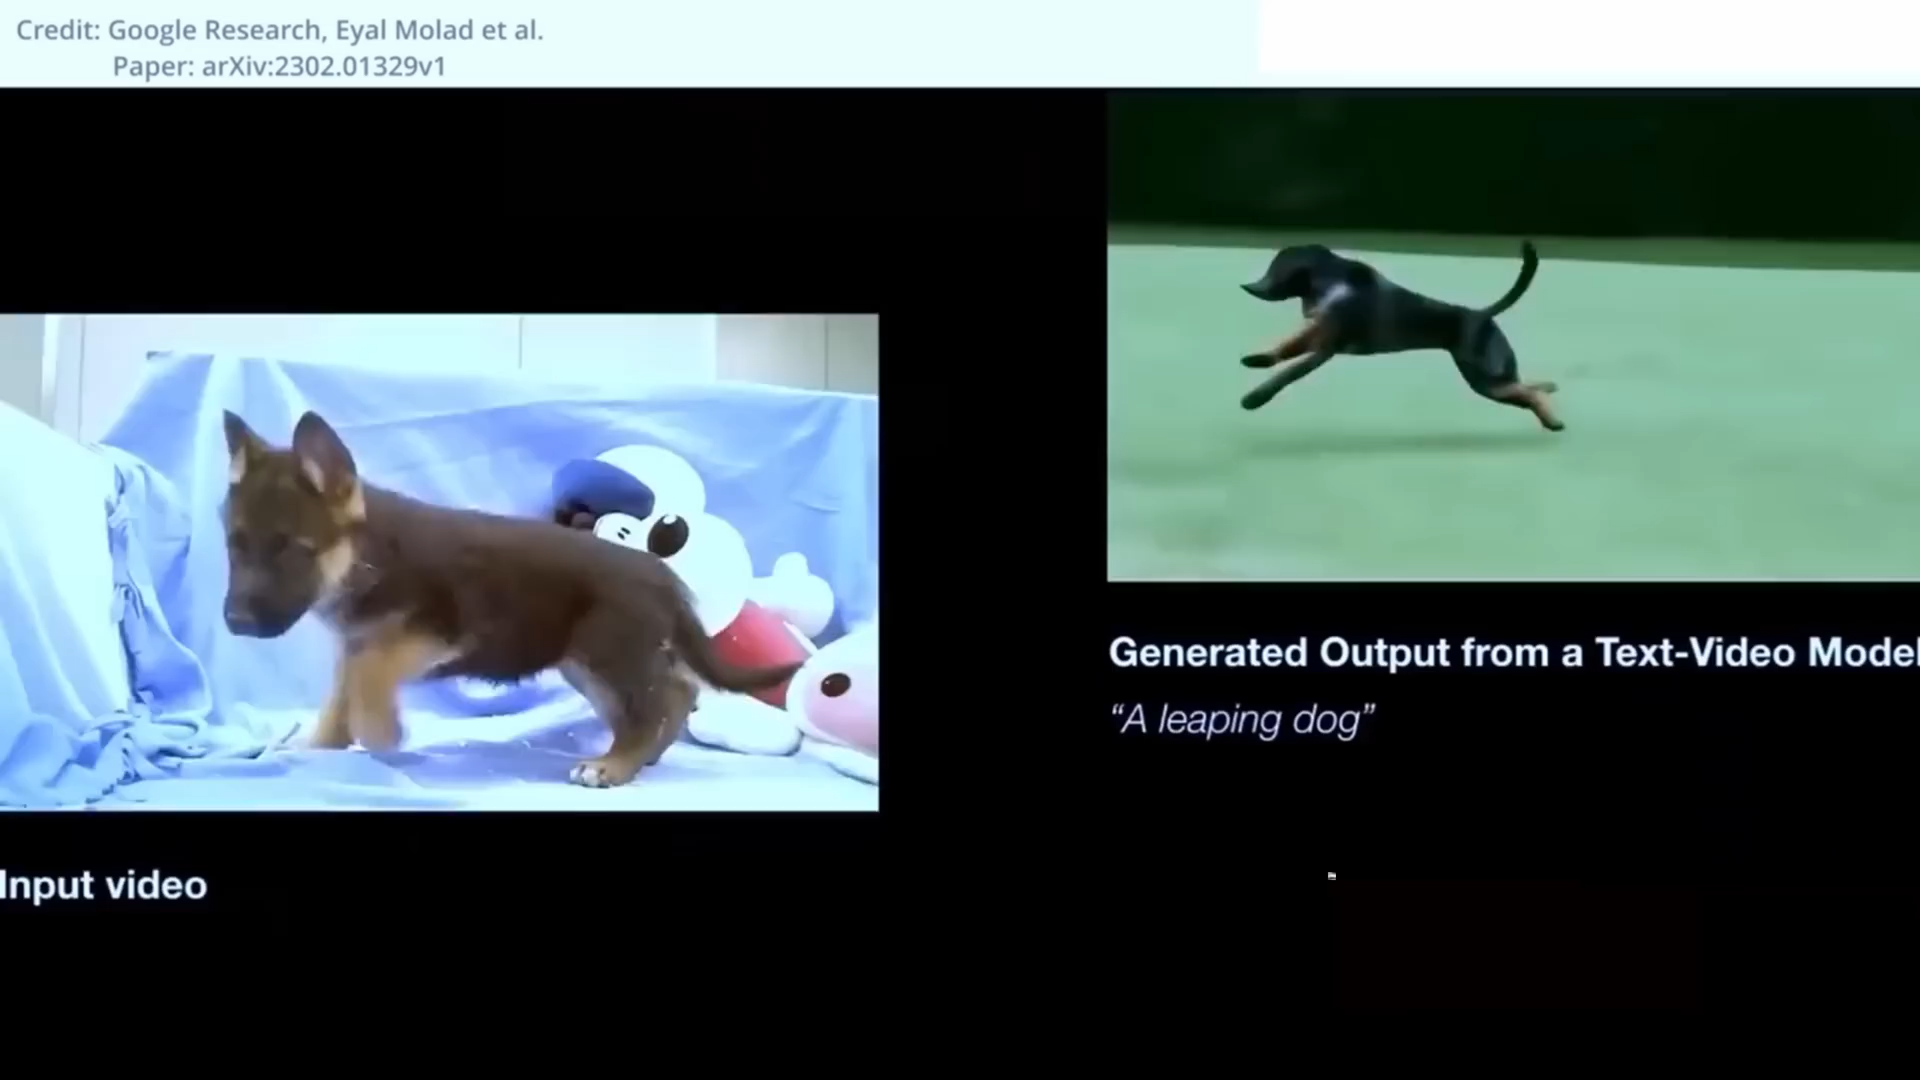 Credit: Google Research, Eyal Molad et al.
Paper: arXiv:2302.01329v1
Generated Output from a Text-Video Model
“A leaping dog”
Input video